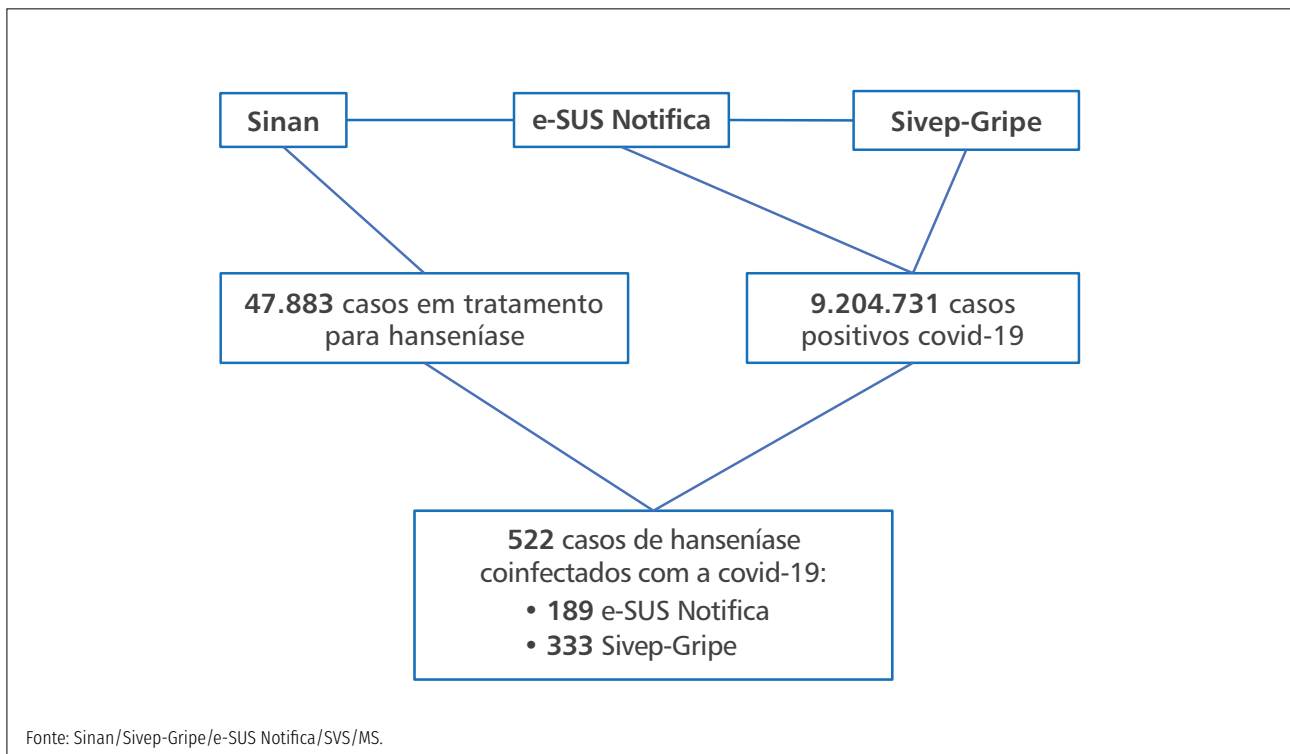 Sinan
e-SUS Notifica
Sivep-Gripe
47.883 casos em tratamento
para hanseníase
9.204.731 casos
positivos covid-19
522 casos de hanseníase
coinfectados com a covid-19:
• 189 e-SUS Notifica
• 333 Sivep-Gripe
Fonte: Sinan/Sivep-Gripe/e-SUS Notifica/SVS/MS.